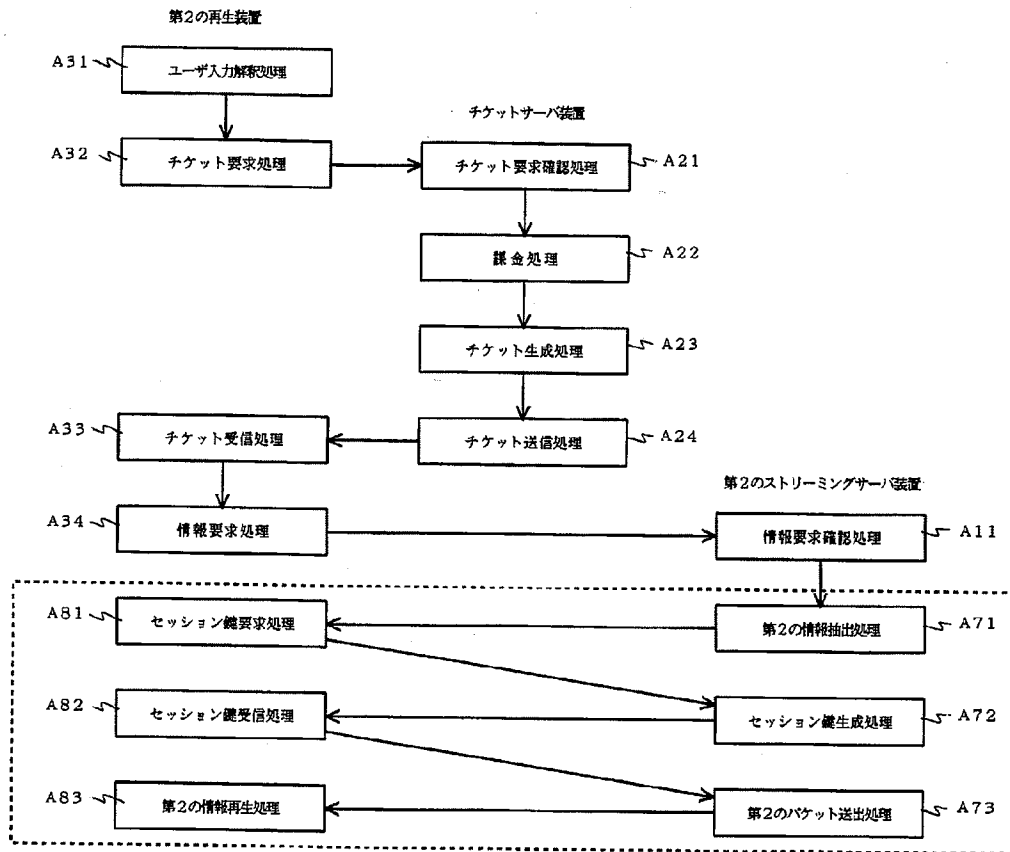 第2の再生装置
A31
ユーザ入力解釈処理
チケットサーバ装置
A32
チケット要求処理
チケット要求確認処理
A21
課金処理
A22
チケット生成処理
A23
A33
チケット受信処理
チケット送信処理
A24
第2のストリーミングサーバ装置
A34
情報要求処理
情報要求確認処理
A11
A81
セッション鍵要求処理
第2の情報抽出処理
A71
A82
セッション鍵受信処理
セッション鍵生成処理
A72
A83
第2の情報再生処理
第2のパケット送出処理
A73